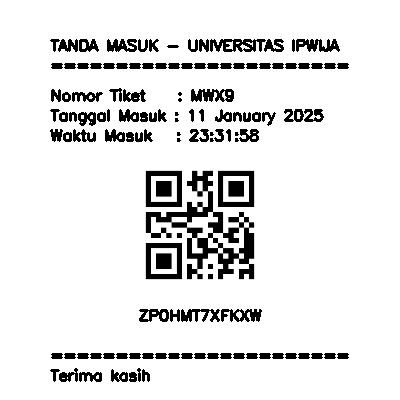 TANDA MASUK - UNIVERSITAS IPWIJA
=======================
Nomor Tiket : MWX9
Tanggal Masuk : 11 January 2025
Waktu Masuk : 23:31:58
ZP0HMT7XFKXW
=======================
Terima kasih